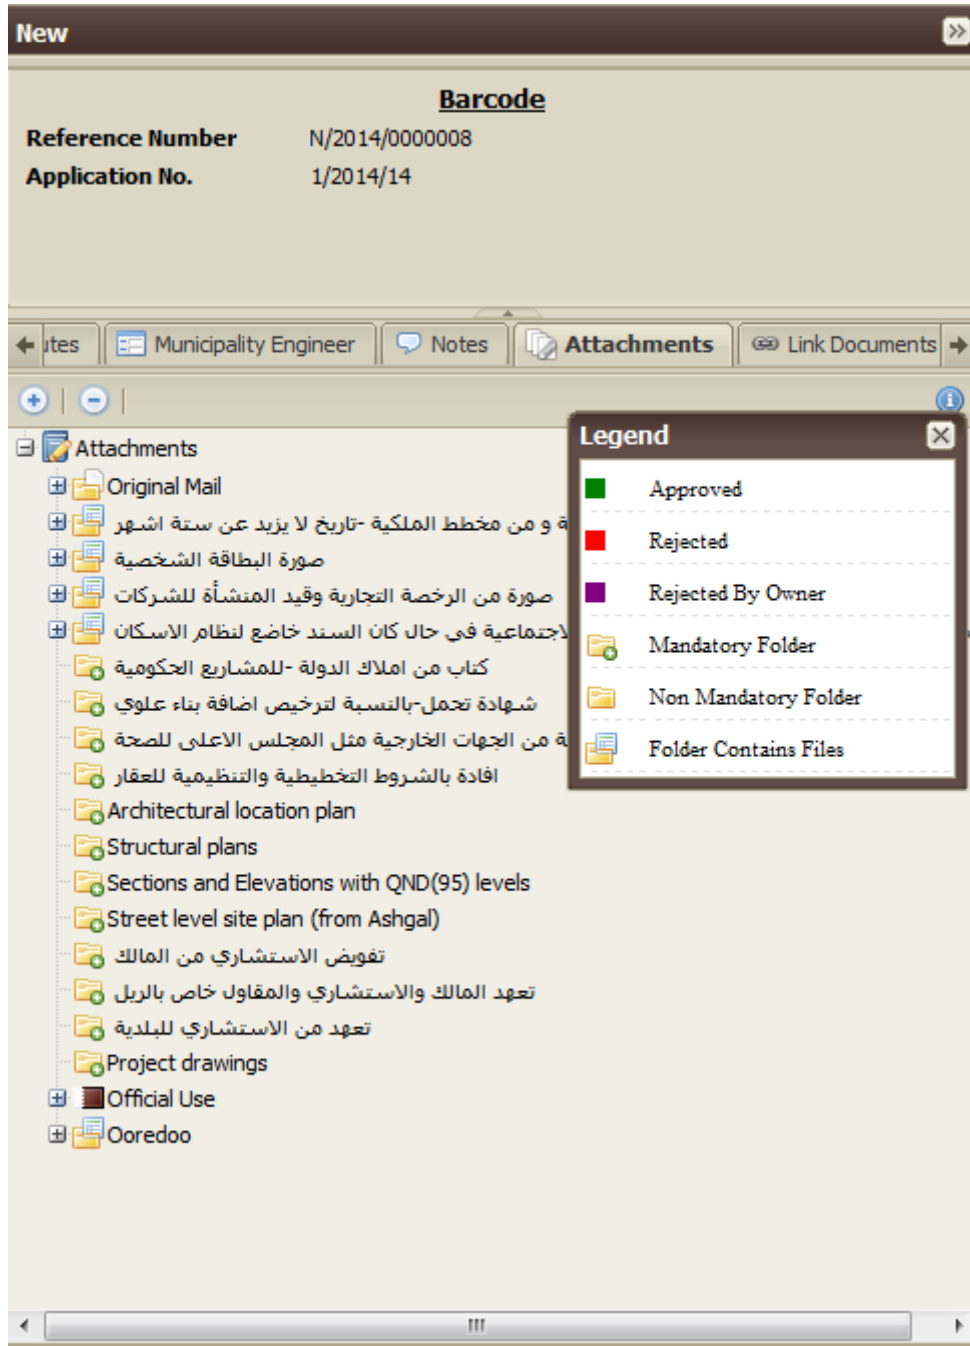 New
Barcode
Reference Number N/2014/0000008
Application No. 1/2014/14
utes Municipality Engineer Notes Attachments Link Documents
Attachments
Original Mail
ة و من مخطط الملكية -تاريخ لا يزيد عن ستة اشهر
صورة البطاقة الشخصية
صورة من الرخصة التجارية وقيد المنشأة للشركات
لاجتماعية في حال كان السند خاضع لنظام الاسكان
كتاب من املاك الدولة -للمشاريع الحكومية
شهادة تحمل-بالنسبة لترخيص اضافة بناء علوي
ة من الجهات الخارجية مثل المجلس الاعلى للصحة
افادة بالشروط التخطيطية والتنظيمية للعقار
Architectural location plan
Structural plans
Sections and Elevations with QND(95) levels
Street level site plan (from Ashgal)
تفويض الاستشاري من المالك
تعهد المالك والاستشاري والمقاول خاص بالريل
تعهد من الاستشاري للبلدية
Project drawings
Official Use
Ooredoo
Legend
Approved
Rejected
Rejected By Owner
Mandatory Folder
Non Mandatory Folder
Folder Contains Files